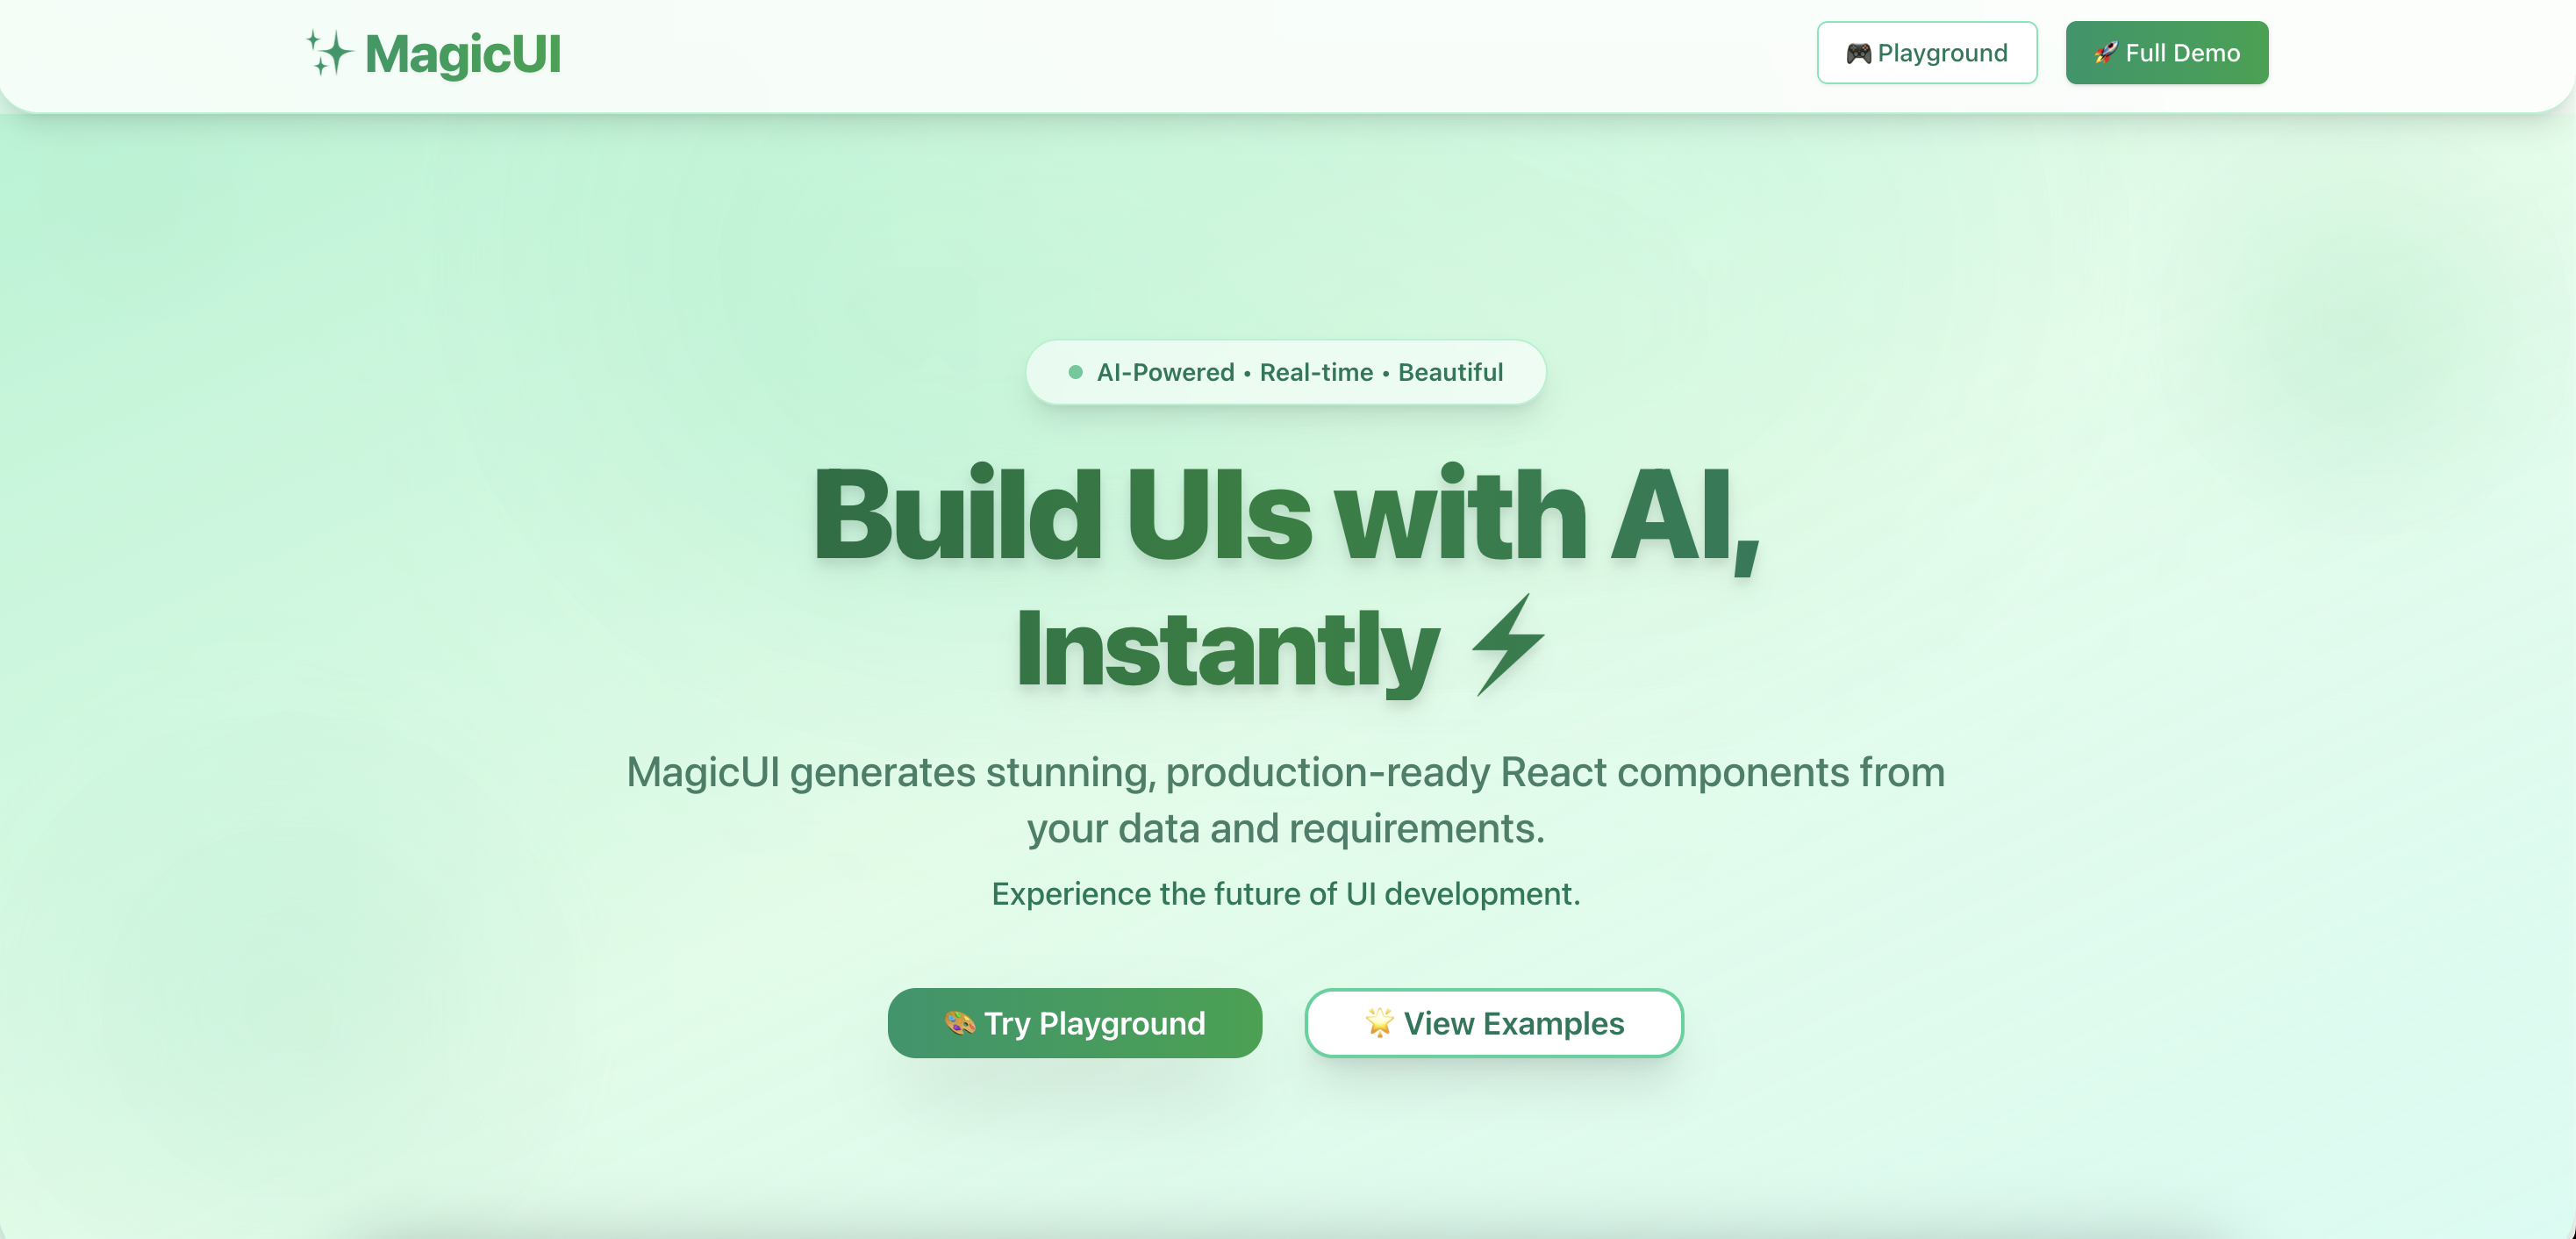 ✨ MagicUI
🎮 Playground
🚀 Full Demo
AI-Powered • Real-time • Beautiful
Build UIs with AI,
Instantly ⚡
MagicUI generates stunning, production-ready React components from
your data and requirements.
Experience the future of UI development.
🎨 Try Playground
🌟 View Examples